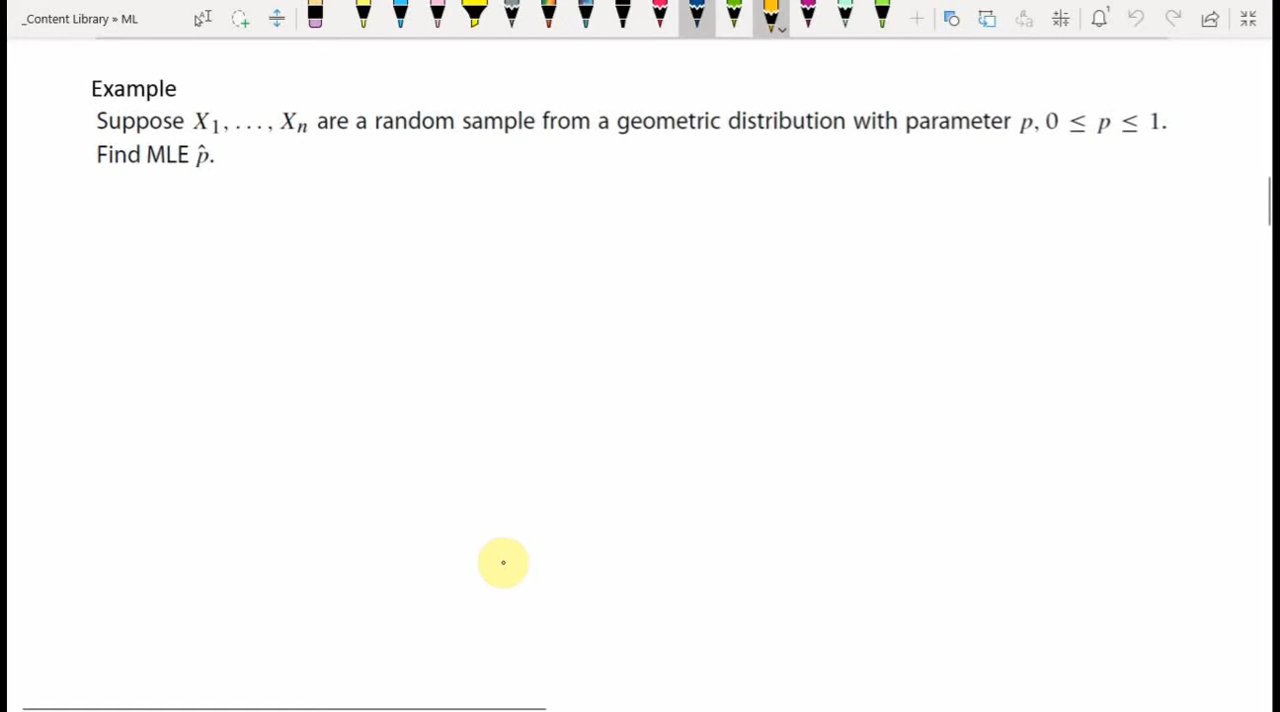 _Content Library » ML
Example
Suppose X₁, . . . , Xₙ are a random sample from a geometric distribution with parameter p, 0 ≤ p ≤ 1.
Find MLE p̂.